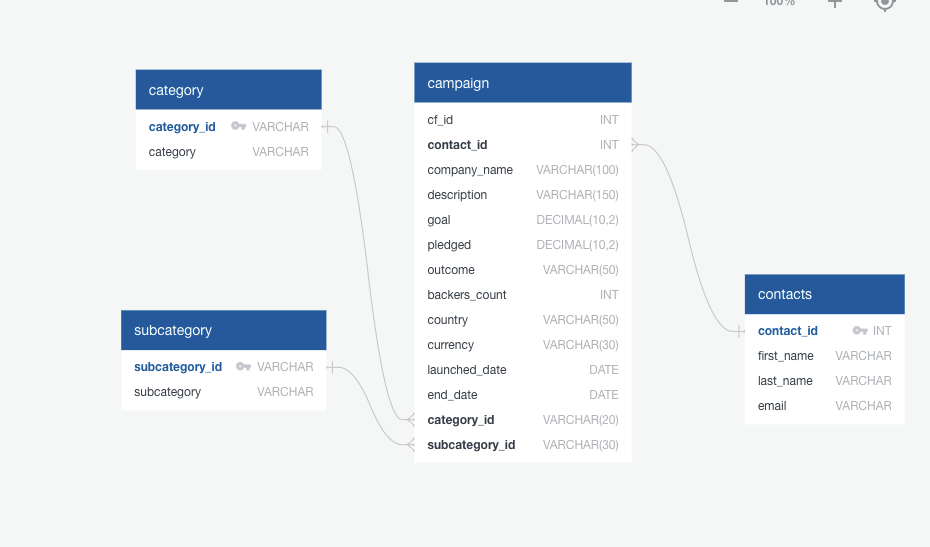 100%
category
category_id VARCHAR
category VARCHAR
subcategory
subcategory_id VARCHAR
subcategory VARCHAR
campaign
cf_id INT
contact_id INT
company_name VARCHAR(100)
description VARCHAR(150)
goal DECIMAL(10,2)
pledged DECIMAL(10,2)
outcome VARCHAR(50)
backers_count INT
country VARCHAR(50)
currency VARCHAR(30)
launched_date DATE
end_date DATE
category_id VARCHAR(20)
subcategory_id VARCHAR(30)
contacts
contact_id INT
first_name VARCHAR
last_name VARCHAR
email VARCHAR